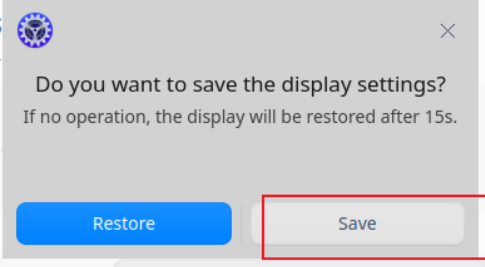 Do you want to save the display settings?
If no operation, the display will be restored after 15s.
Restore
Save